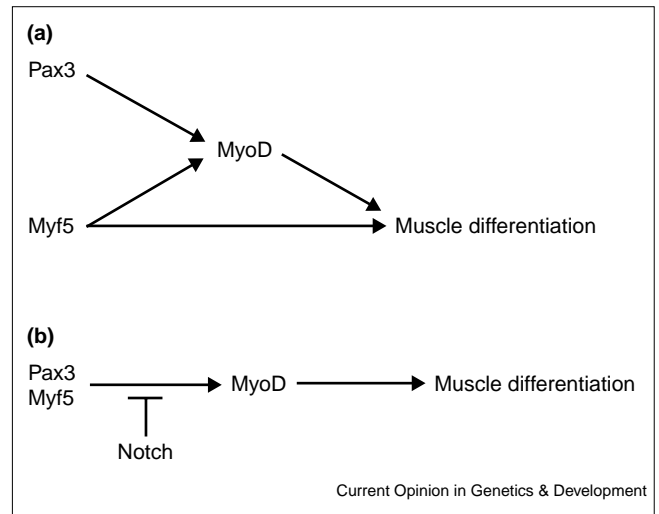 (a)
Pax3
MyoD
Myf5
Muscle differentiation
(b)
Pax3
Myf5
MyoD
Muscle differentiation
Notch
Current Opinion in Genetics & Development